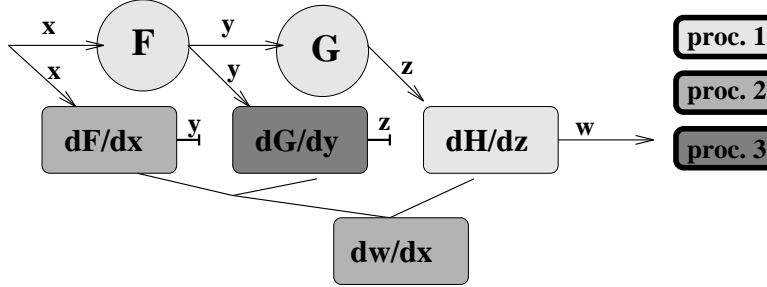 x
F
y
G
proc. 1
x
y
z
proc. 2
dF/dx
y
dG/dy
z
dH/dz
w
proc. 3
dw/dx